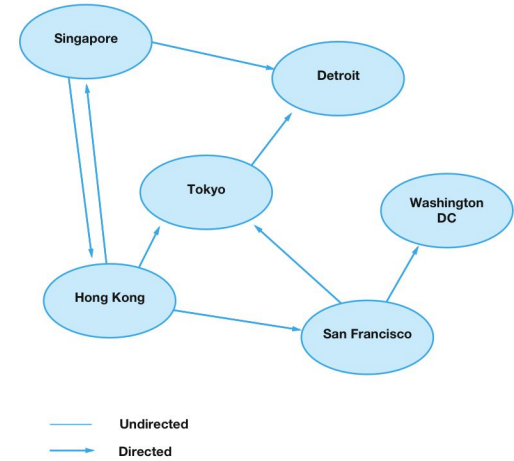 Singapore
Detroit
Tokyo
Washington
DC
Hong Kong
San Francisco
Undirected
Directed